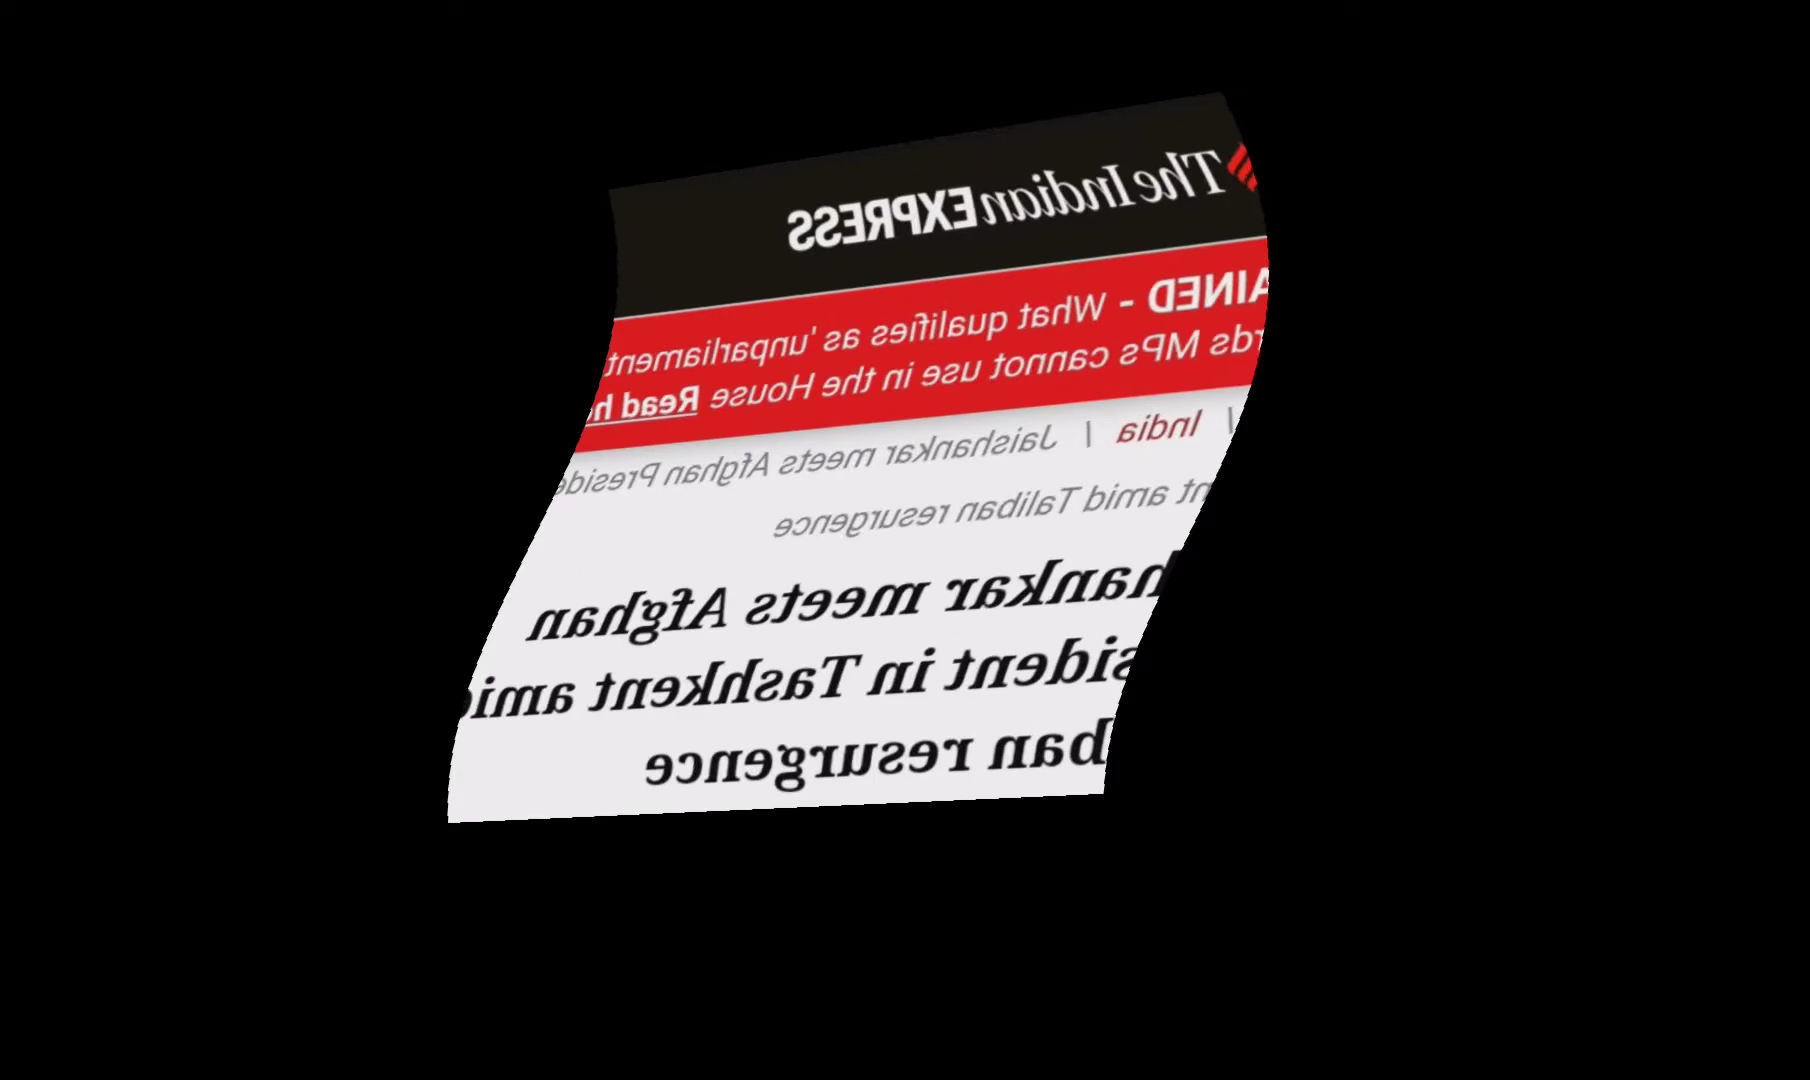 The Indian EXPRESS
AINED - What qualifies as 'unparliament
rds MPs cannot use in the House Read h
/ India / Jaishankar meets Afghan Preside
nt amid Taliban resurgence
hankar meets Afghan
sident in Tashkent amid
ban resurgence